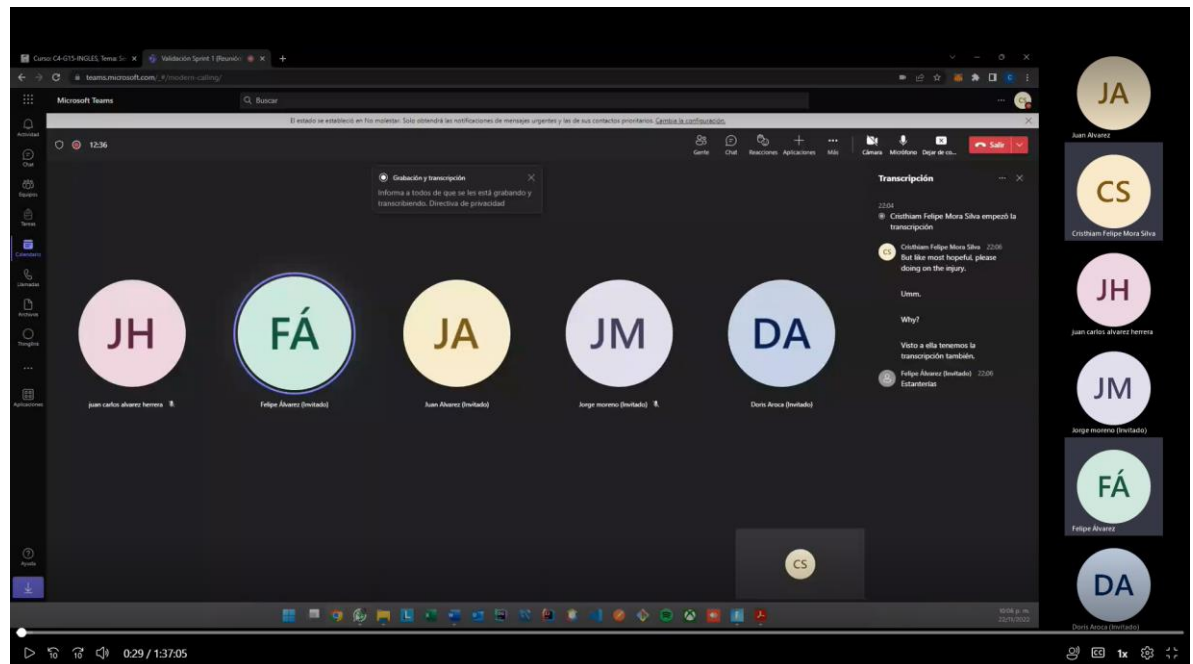 Curso: C4-G15-INGLES, Tema: Se
Validación Sprint 1 (Reunión
teams.microsoft.com/_#/modern-calling/
Microsoft Teams
Buscar
El estado se estableció en No molestar. Solo obtendrá las notificaciones de mensajes urgentes y las de sus contactos prioritarios. Cambie la configuración.
12:36
Gente
Chat
Reacciones
Aplicaciones
Más
Cámara
Micrófono
Dejar de co...
Salir
Actividad
Chat
Equipos
Tareas
Calendario
Llamadas
Archivos
Aplicaciones
Ayuda
Grabación y transcripción
Informa a todos de que se les está grabando y
transcribiendo. Directiva de privacidad
JH
juan carlos alvarez herrera
FÁ
Felipe Álvarez (Invitado)
JA
Juan Alvarez (Invitado)
JM
Jorge moreno (Invitado)
DA
Doris Aroca (Invitado)
CS
Transcripción
22:04
Cristhiam Felipe Mora Silva empezó la
transcripción
CS
Cristhiam Felipe Mora Silva 22:06
But like most hopeful, please
doing on the injury.
Umm.
Why?
Visto a ella tenemos la
transcripción también.
Felipe Álvarez (Invitado) 22:06
Estanterías
10:06 p. m.
22/11/2022
JA
Juan Alvarez
CS
Cristhiam Felipe Mora Silva
JH
juan carlos alvarez herrera
JM
Jorge moreno (Invitado)
FÁ
Felipe Álvarez
DA
Doris Aroca (Invitado)
10
10
0:29 / 1:37:05
CC
1x